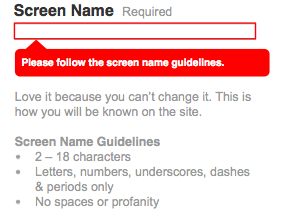 Screen Name Required
Please follow the screen name guidelines.
Love it because you can't change it. This is
how you will be known on the site.
Screen Name Guidelines
• 2 – 18 characters
• Letters, numbers, underscores, dashes
& periods only
• No spaces or profanity